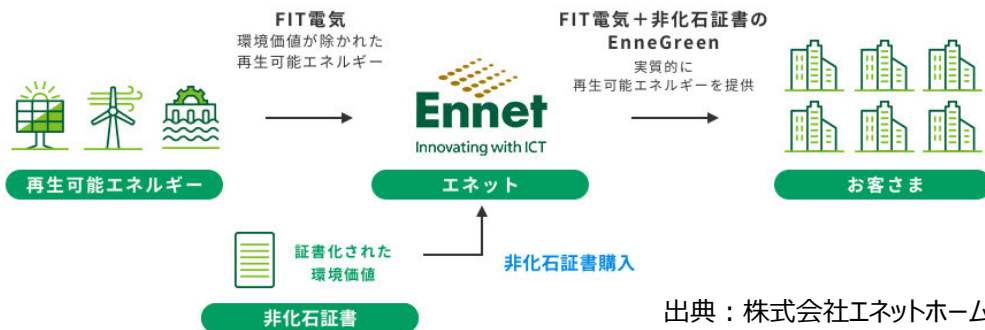 FIT電気
環境価値が除かれた
再生可能エネルギー
FIT電気＋非化石証書の
EnneGreen
実質的に
再生可能エネルギーを提供
Ennet
Innovating with ICT
再生可能エネルギー
エネット
お客さま
証書化された
環境価値
非化石証書購入
非化石証書
出典：株式会社エネットホーム